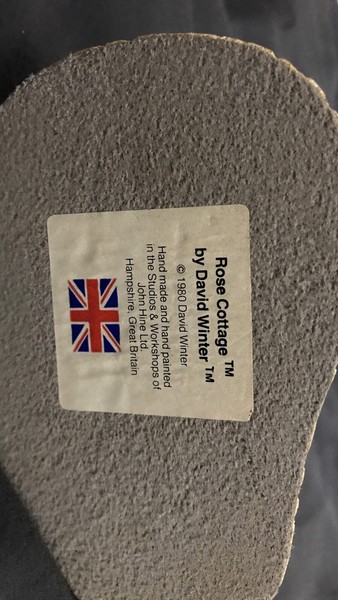 Rose Cottage ™
by David Winter ™
© 1980 David Winter
Hand made and hand painted
in the Studios & Workshops of
John Hine Ltd.
Hampshire, Great Britain